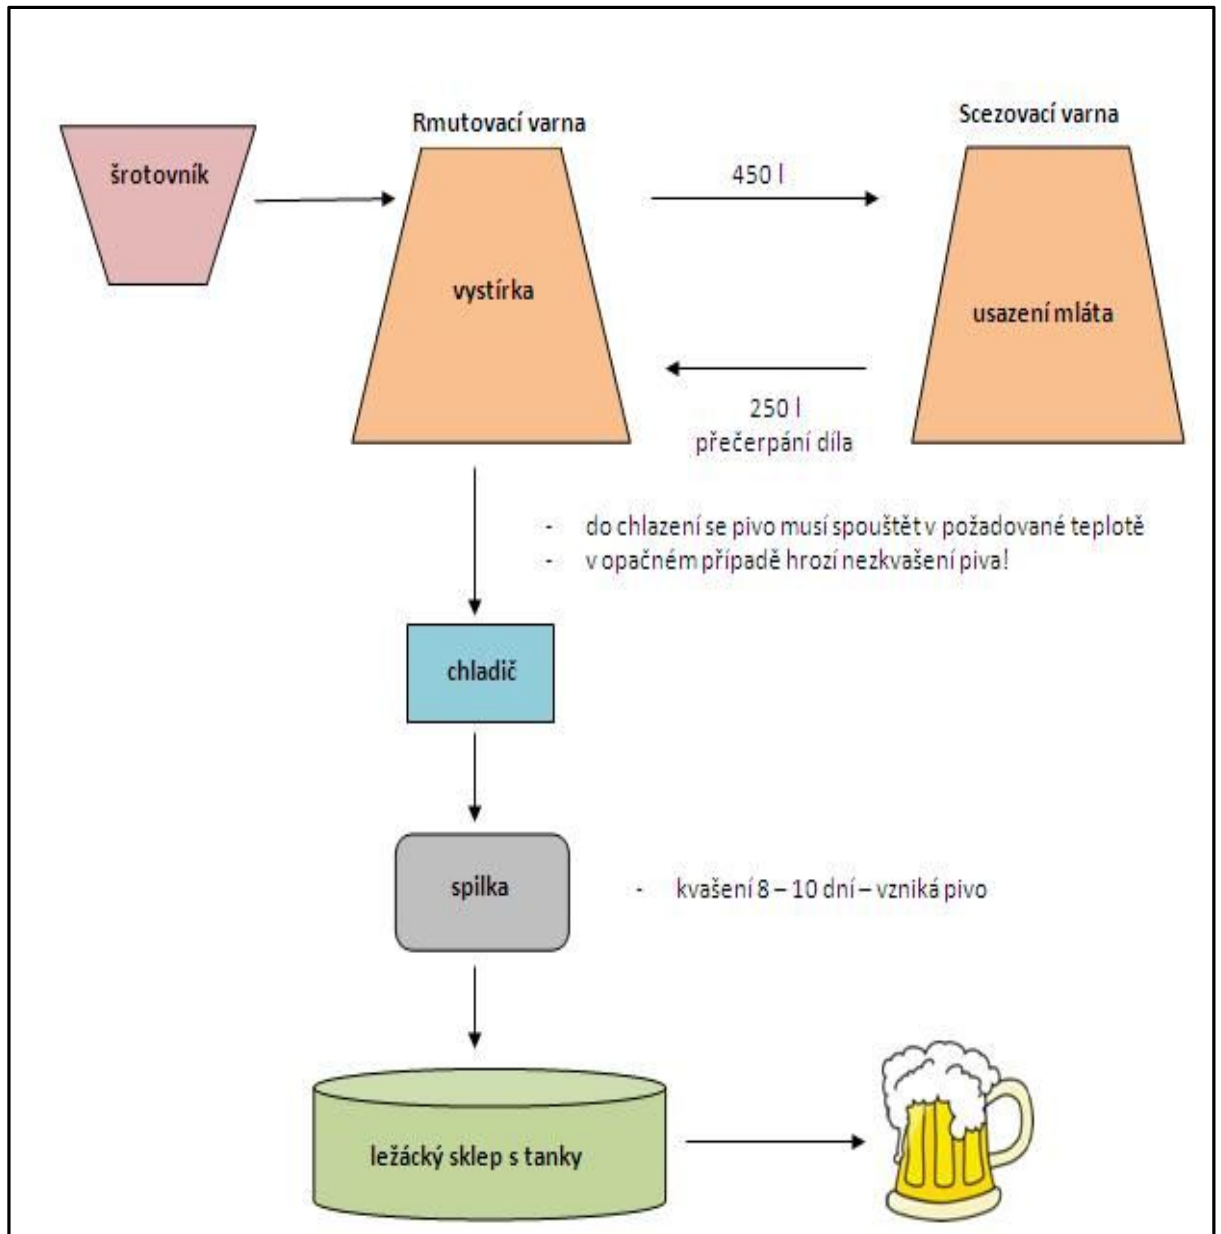 šrotovník
Rmutovací varna
vystírka
450 l
Scezovací varna
usazení mláta
250 l
přečerpání díla
- do chlazení se pivo musí spouštět v požadované teplotě
- v opačném případě hrozí nezkvašení piva!
chladič
spilka
- kvašení 8 – 10 dní – vzniká pivo
ležácký sklep s tanky